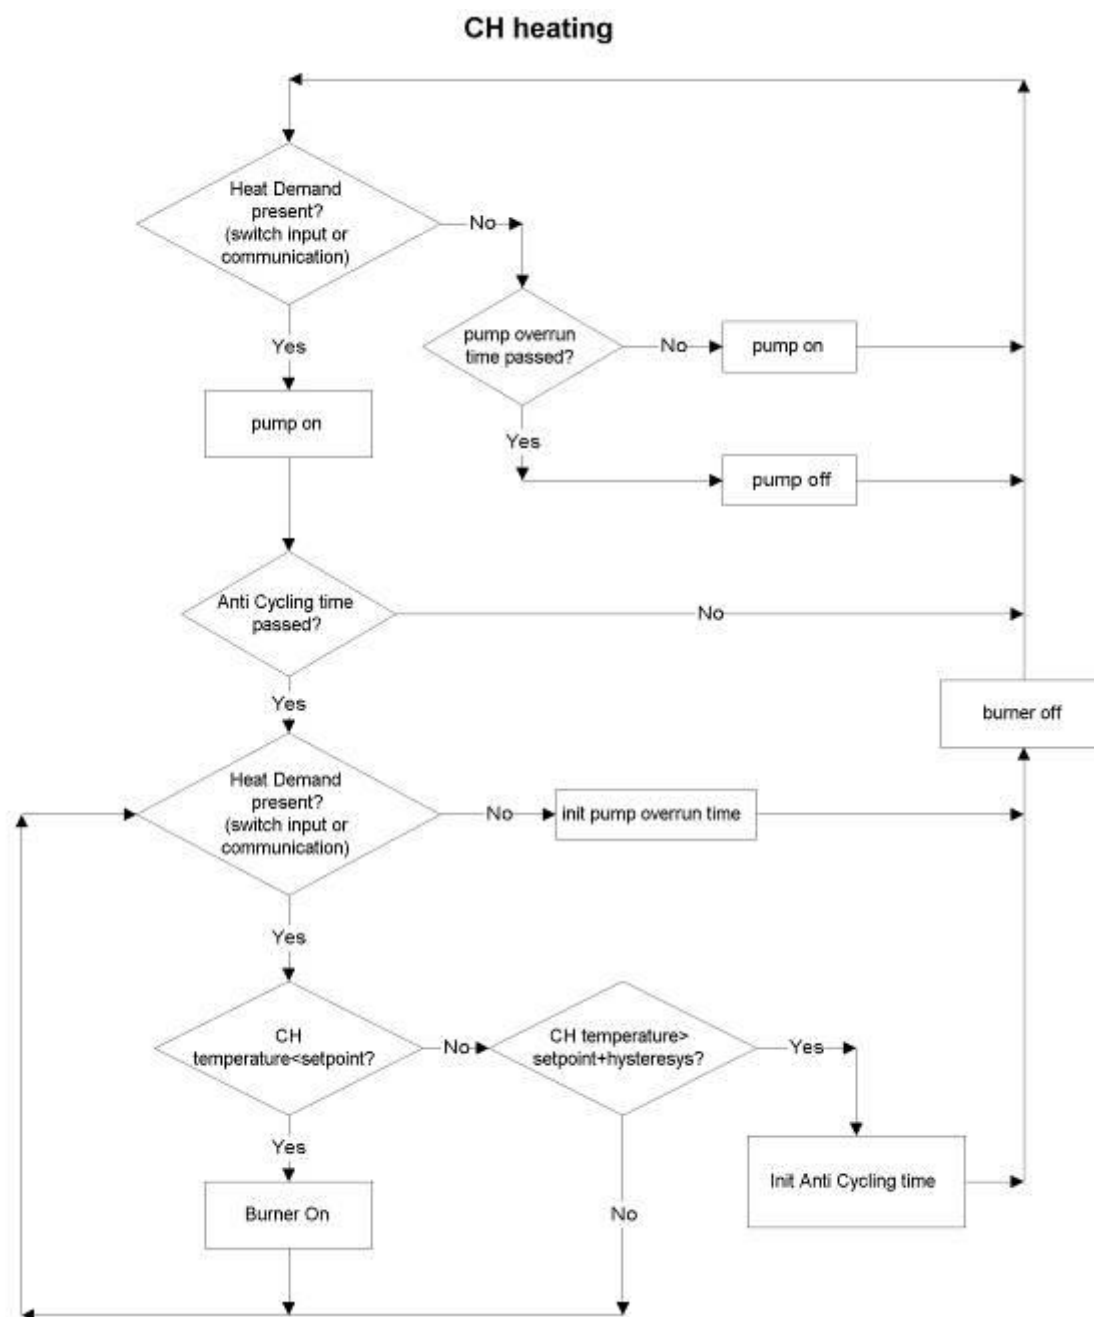 CH heating
Heat Demand
present?
(switch input or
communication)
No
Yes
pump overrun
time passed?
No
pump on
pump on
Yes
pump off
Anti Cycling time
passed?
No
Yes
burner off
Heat Demand
present?
(switch input or
communication)
No
init pump overrun time
Yes
CH
temperature<setpoint?
No
CH temperature>
setpoint+hysteresys?
Yes
Yes
Init Anti Cycling time
Burner On
No